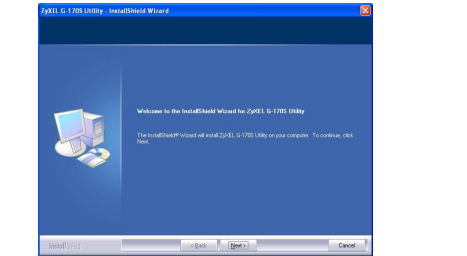 ZyXEL G-170S Utility - InstallShield Wizard
Welcome to the InstallShield Wizard for ZyXEL G-170S Utility
The InstallShield® Wizard will install ZyXEL G-170S Utility on your computer. To continue, click
Next.
InstallShield
< Back
Next >
Cancel